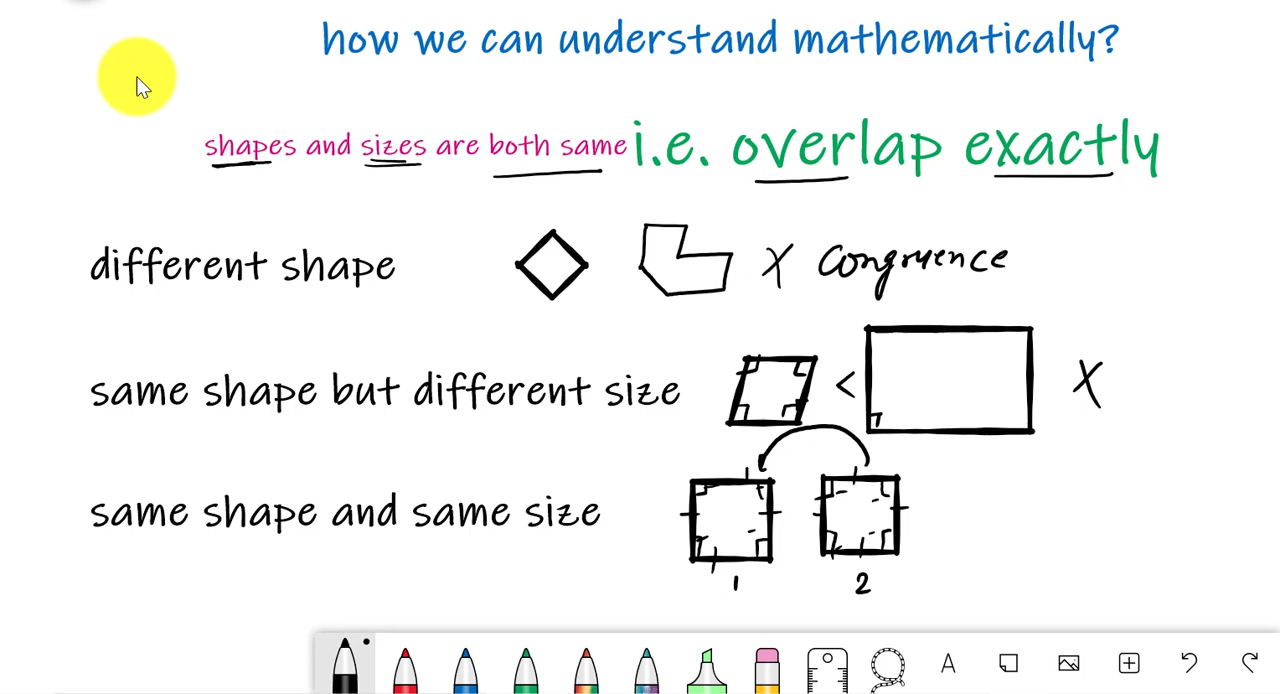 how we can understand mathematically?
shapes and sizes are both same i.e. overlap exactly
different shape X Congruence
same shape but different size < X
same shape and same size
1 2
A